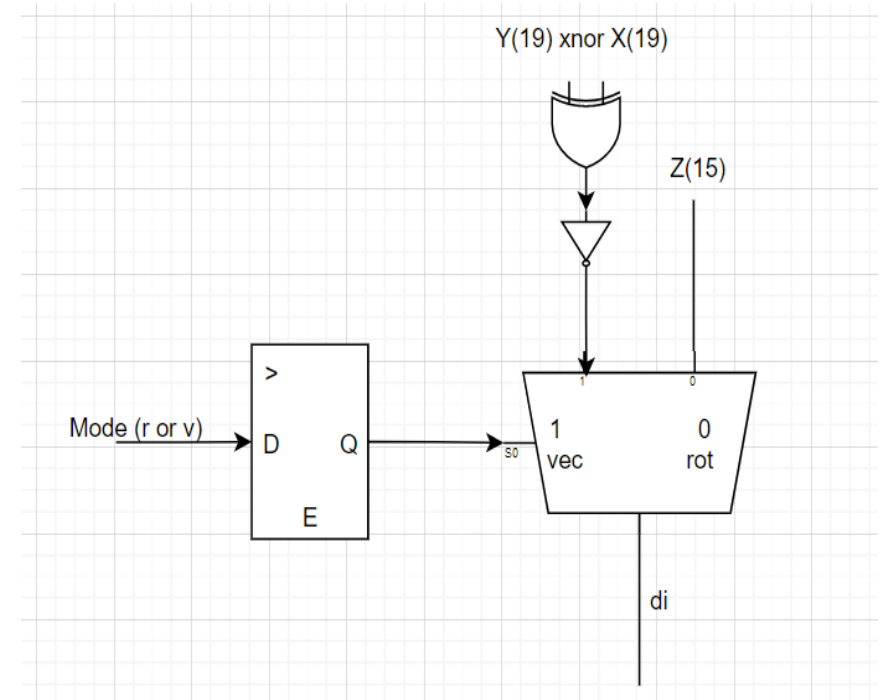 Y(19) xnor X(19)
Z(15)
>
Mode (r or v)
D
Q
E
S0
1
0
1
0
vec
rot
di